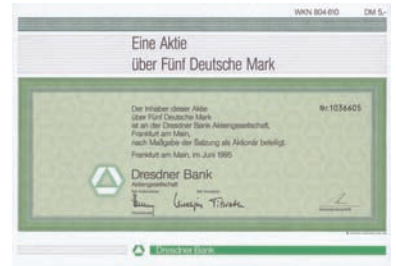 WKN 804 610 DM 5,-
Eine Aktie
über Fünf Deutsche Mark
Der Inhaber dieser Aktie
über Fünf Deutsche Mark
ist an der Dresdner Bank Aktiengesellschaft,
Frankfurt am Main,
nach Maßgabe der Satzung als Aktionär beteiligt.
Nr.1036605
Frankfurt am Main, im Juni 1995
Dresdner Bank
Aktiengesellschaft
Dresdner Bank